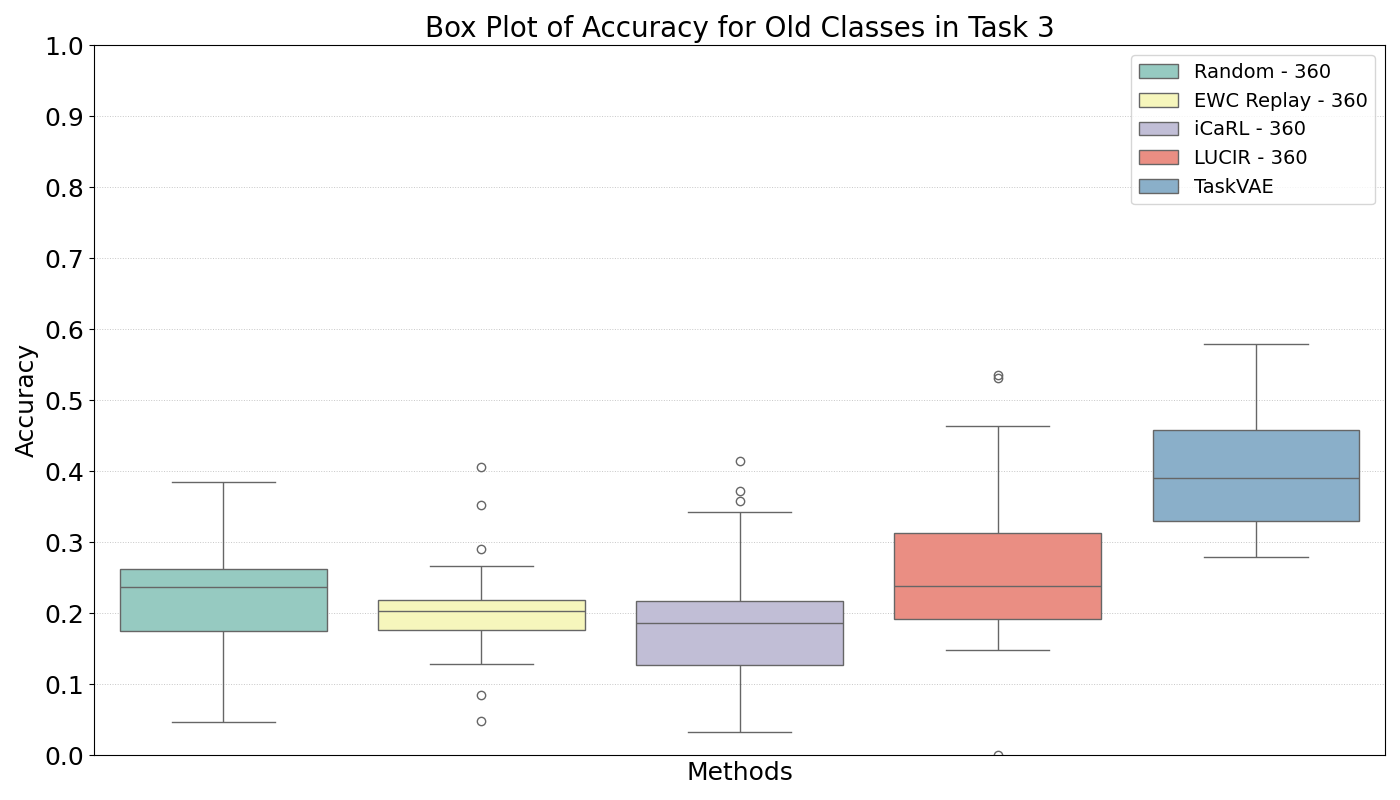 Box Plot of Accuracy for Old Classes in Task 3
1.0
0.9
0.8
0.7
0.6
0.5
0.4
0.3
0.2
0.1
0.0
Accuracy
Methods
Random - 360
EWC Replay - 360
iCaRL - 360
LUCIR - 360
TaskVAE